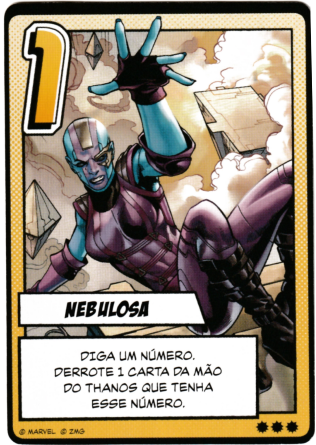 1
NEBULOSA
DIGA UM NÚMERO.
DERROTE 1 CARTA DA MÃO
DO THANOS QUE TENHA
ESSE NÚMERO.
© MARVEL © ZMG